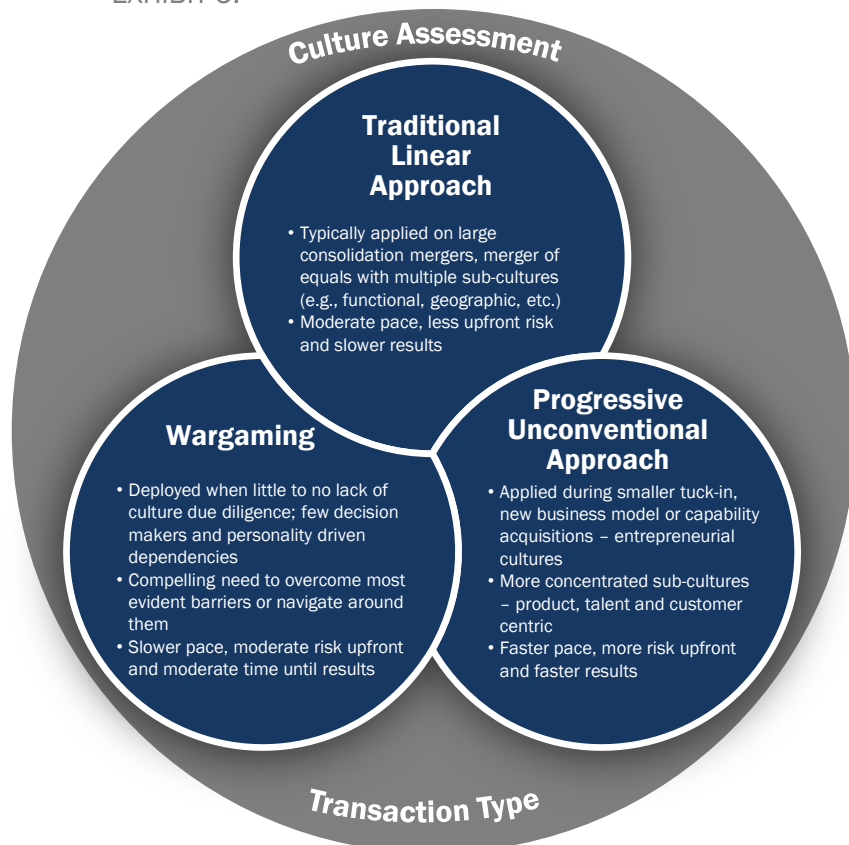 EXHIBIT 3.
Culture Assessment
Traditional
Linear
Approach
• Typically applied on large
consolidation mergers, merger of
equals with multiple sub-cultures
(e.g., functional, geographic, etc.)
• Moderate pace, less upfront risk
and slower results
Wargaming
• Deployed when little to no lack of
culture due diligence; few decision
makers and personality driven
dependencies
• Compelling need to overcome most
evident barriers or navigate around
them
• Slower pace, moderate risk upfront
and moderate time until results
Progressive
Unconventional
Approach
• Applied during smaller tuck-in,
new business model or capability
acquisitions – entrepreneurial
cultures
• More concentrated sub-cultures
– product, talent and customer
centric
• Faster pace, more risk upfront
and faster results
Transaction Type